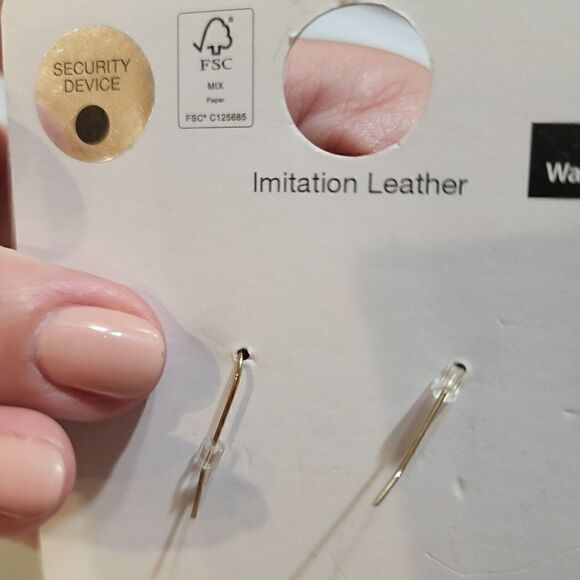 SECURITY
DEVICE
FSC
MIX
Paper
FSC® C125685
Imitation Leather
Wa